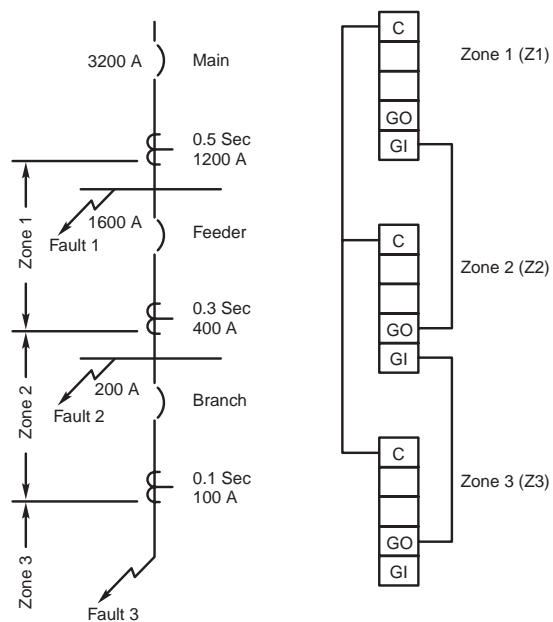 3200 A
Main
0.5 Sec
1200 A
Zone 1
1600 A
Fault 1
Feeder
0.3 Sec
400 A
Zone 2
200 A
Fault 2
Branch
0.1 Sec
100 A
Zone 3
Fault 3
C
Zone 1 (Z1)
GO
GI
C
Zone 2 (Z2)
GO
GI
C
Zone 3 (Z3)
GO
GI